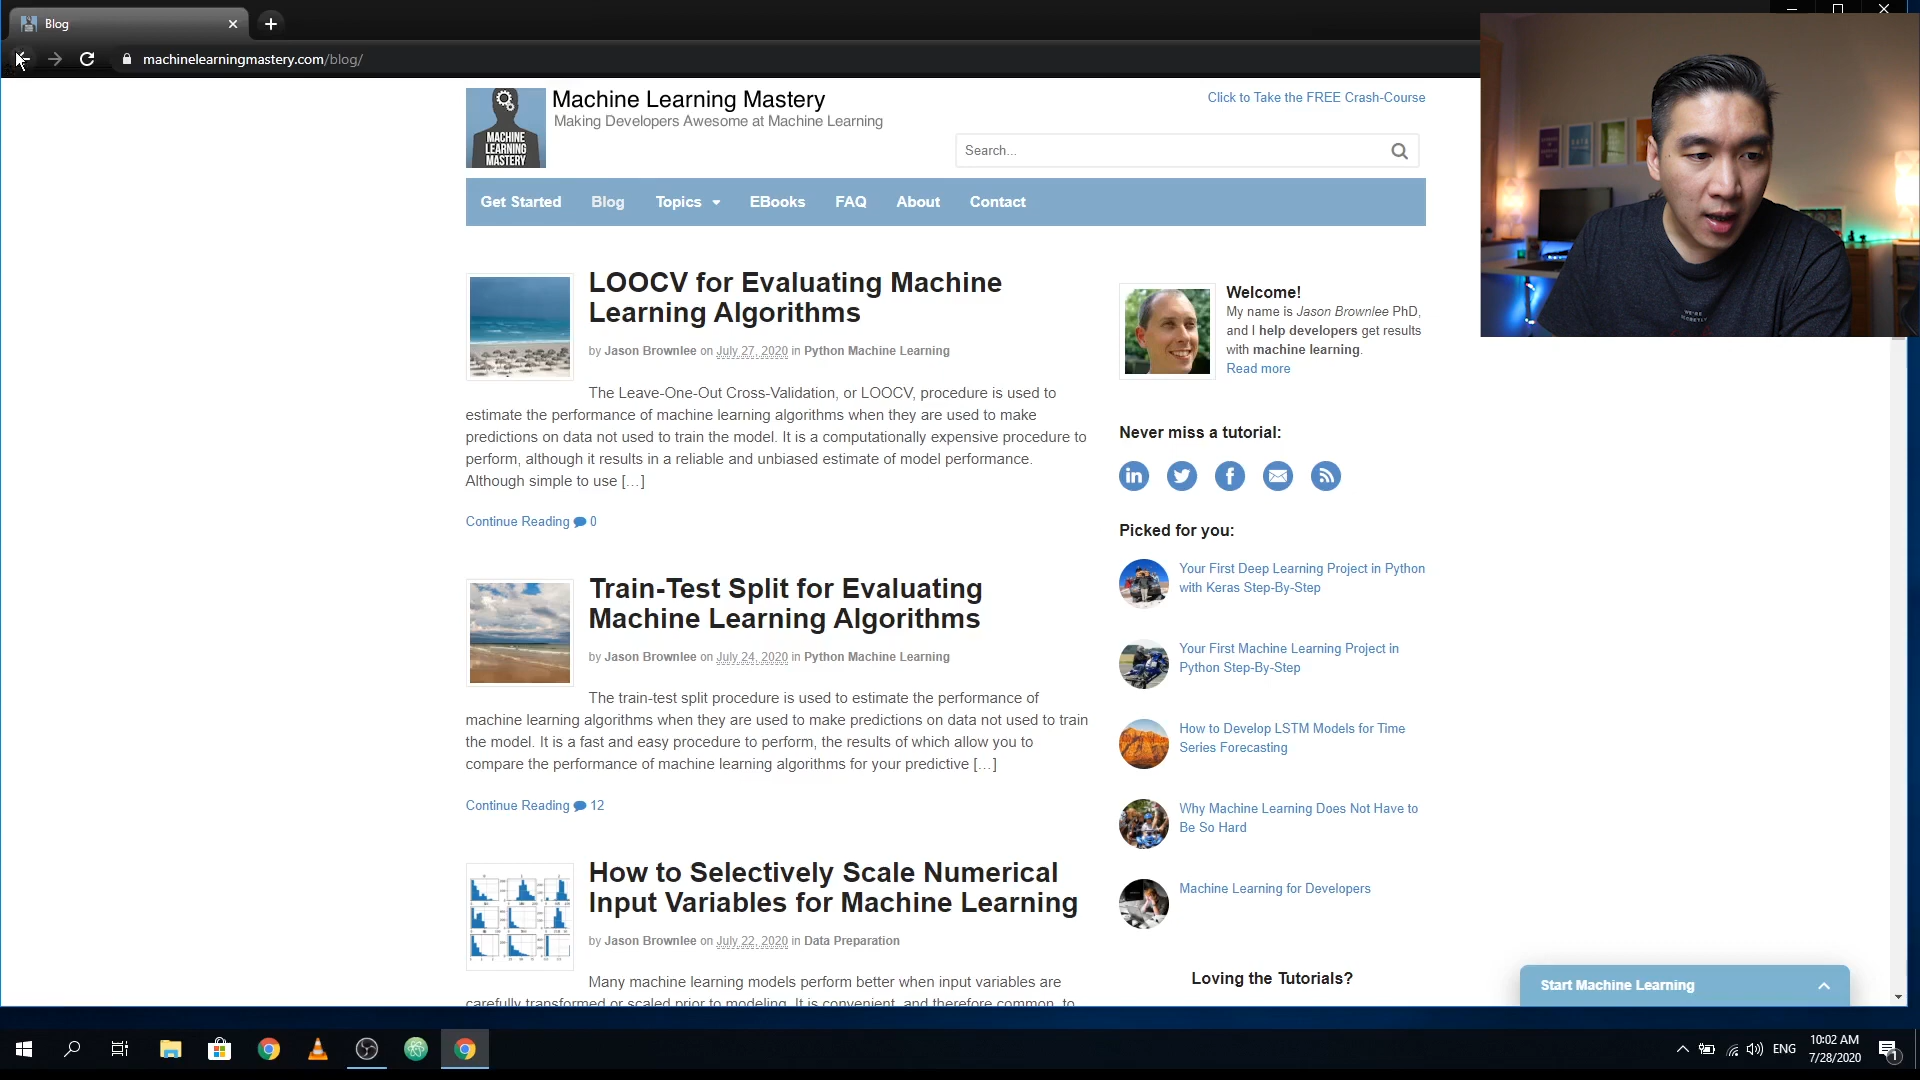 Blog
machinelearningmastery.com/blog/
MACHINE
LEARNING
MASTERY
Machine Learning Mastery
Making Developers Awesome at Machine Learning
Click to Take the FREE Crash-Course
Search...
Get Started Blog Topics EBooks FAQ About Contact
LOOCV for Evaluating Machine
Learning Algorithms
by Jason Brownlee on July 27, 2020 in Python Machine Learning
The Leave-One-Out Cross-Validation, or LOOCV, procedure is used to
estimate the performance of machine learning algorithms when they are used to make
predictions on data not used to train the model. It is a computationally expensive procedure to
perform, although it results in a reliable and unbiased estimate of model performance.
Although simple to use […]
Continue Reading 0
Train-Test Split for Evaluating
Machine Learning Algorithms
by Jason Brownlee on July 24, 2020 in Python Machine Learning
The train-test split procedure is used to estimate the performance of
machine learning algorithms when they are used to make predictions on data not used to train
the model. It is a fast and easy procedure to perform, the results of which allow you to
compare the performance of machine learning algorithms for your predictive […]
Continue Reading 12
How to Selectively Scale Numerical
Input Variables for Machine Learning
by Jason Brownlee on July 22, 2020 in Data Preparation
Many machine learning models perform better when input variables are
carefully transformed or scaled prior to modeling. It is convenient, and therefore common, to
Welcome!
My name is Jason Brownlee PhD,
and I help developers get results
with machine learning.
Read more
Never miss a tutorial:
Picked for you:
Your First Deep Learning Project in Python
with Keras Step-By-Step
Your First Machine Learning Project in
Python Step-By-Step
How to Develop LSTM Models for Time
Series Forecasting
Why Machine Learning Does Not Have to
Be So Hard
Machine Learning for Developers
Loving the Tutorials?
Start Machine Learning
ENG
10:02 AM
7/28/2020
1